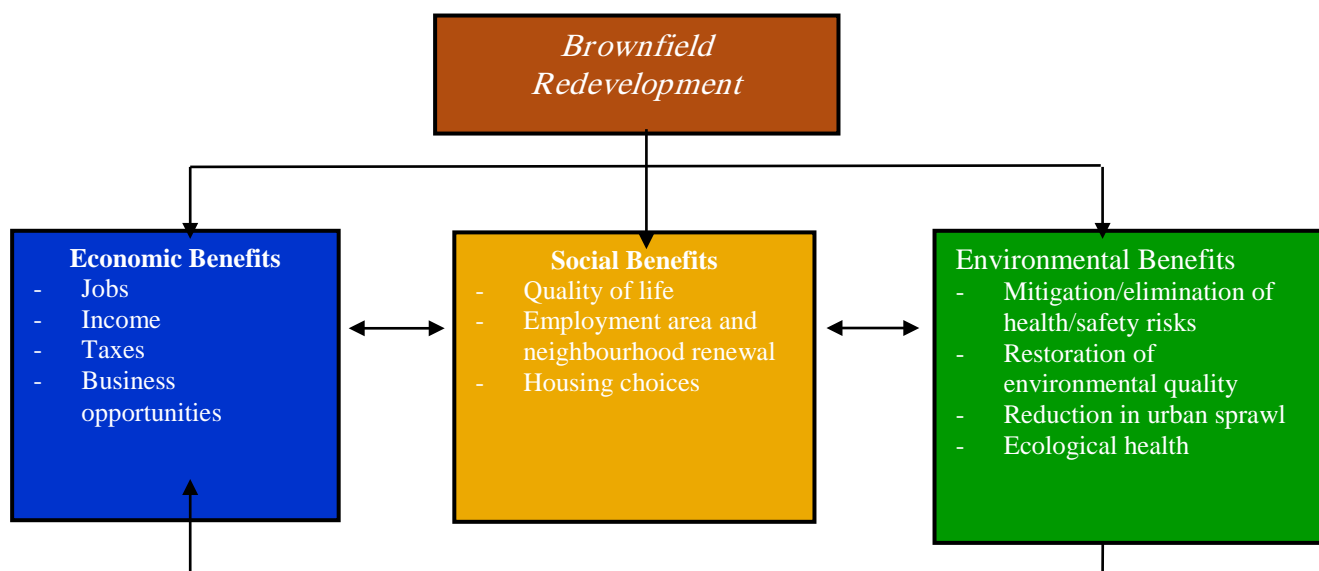 Brownfield
Redevelopment
Economic Benefits
- Jobs
- Income
- Taxes
- Business
opportunities
Social Benefits
- Quality of life
- Employment area and
neighbourhood renewal
- Housing choices
Environmental Benefits
- Mitigation/elimination of
health/safety risks
- Restoration of
environmental quality
- Reduction in urban sprawl
- Ecological health